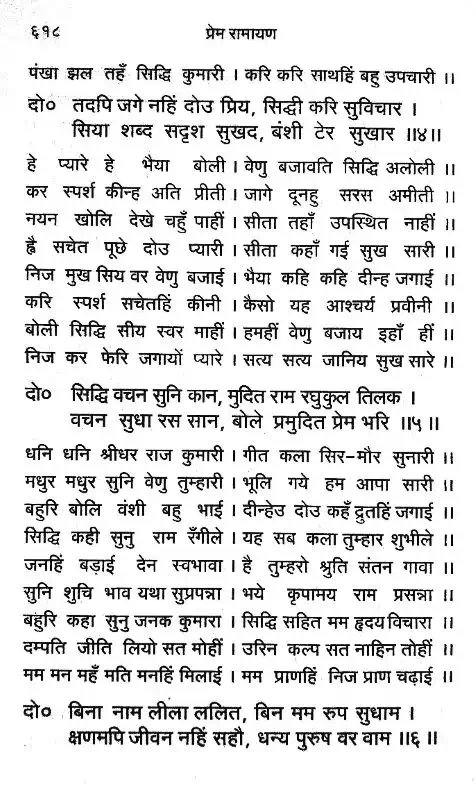 ६१८ प्रेम रामायण
पंखा झल तहँ सिद्धि कुमारी । करि करि साथहिं बहु उपचारी ।।
दो० तदपि जगे नहिं दोउ प्रिय, सिद्धी करि सुविचार ।
सिया शब्द सदृश सुखद, बंशी टेर सुखार ।।४।।
हे प्यारे हे भैया बोली । वेणु बजावति सिद्धि अलोली ।।
कर स्पर्श कीन्ह अति प्रीती । जागे दूनहु सरस अमीती ।।
नयन खोलि देखे चहुँ पाहीं । सीता तहाँ उपस्थित नाहीं ।।
ह्वै सचेत पूछे दोउ प्यारी । सीता कहाँ गई सुख सारी ।।
निज मुख सिय वर वेणु बजाई । भैया कहि कहि दीन्ह जगाई ।।
करि स्पर्श सचेतहिं कीनी । कैसो यह आश्चर्य प्रवीनी ।।
बोली सिद्धि सीय स्वर माहीं । हमहीं वेणु बजाय इहाँ हीं ।।
निज कर फेरि जगायों प्यारे । सत्य सत्य जानिय सुख सारे ।।
दो० सिद्धि वचन सुनि कान, मुदित राम रघुकुल तिलक ।
वचन सुधा रस सान, बोले प्रमुदित प्रेम भरि ।।५।।
धनि धनि श्रीधर राज कुमारी । गीत कला सिर-मौर सुनारी ।।
मधुर मधुर सुनि वेणु तुम्हारी । भूलि गये हम आपा सारी ।।
बहुरि बोलि वंशी बहु भाई । दीन्हेउ दोउ कहँ द्रुतहिं जगाई ।।
सिद्धि कही सुनु राम रँगीले । यह सब कला तुम्हार शुभीले ।।
जनहिं बड़ाई देन स्वभावा । है तुम्हरो श्रुति संतन गावा ।।
सुनि शुचि भाव यथा सुप्रपन्ना । भये कृपामय राम प्रसन्ना ।।
बहुरि कहा सुनु जनक कुमारा । सिद्धि सहित मम हृदय विचारा ।।
दम्पति जीति लियो सत मोहीं । उरिन कल्प सत नाहिन तोहीं ।।
मम मन महँ मति मनहिं मिलाई । मम प्राणहिं निज प्राण चढ़ाई ।।
दो० बिना नाम लीला ललित, बिन मम रुप सुधाम ।
क्षणमपि जीवन नहिं सहौ, धन्य पुरुष वर वाम ।।६।।